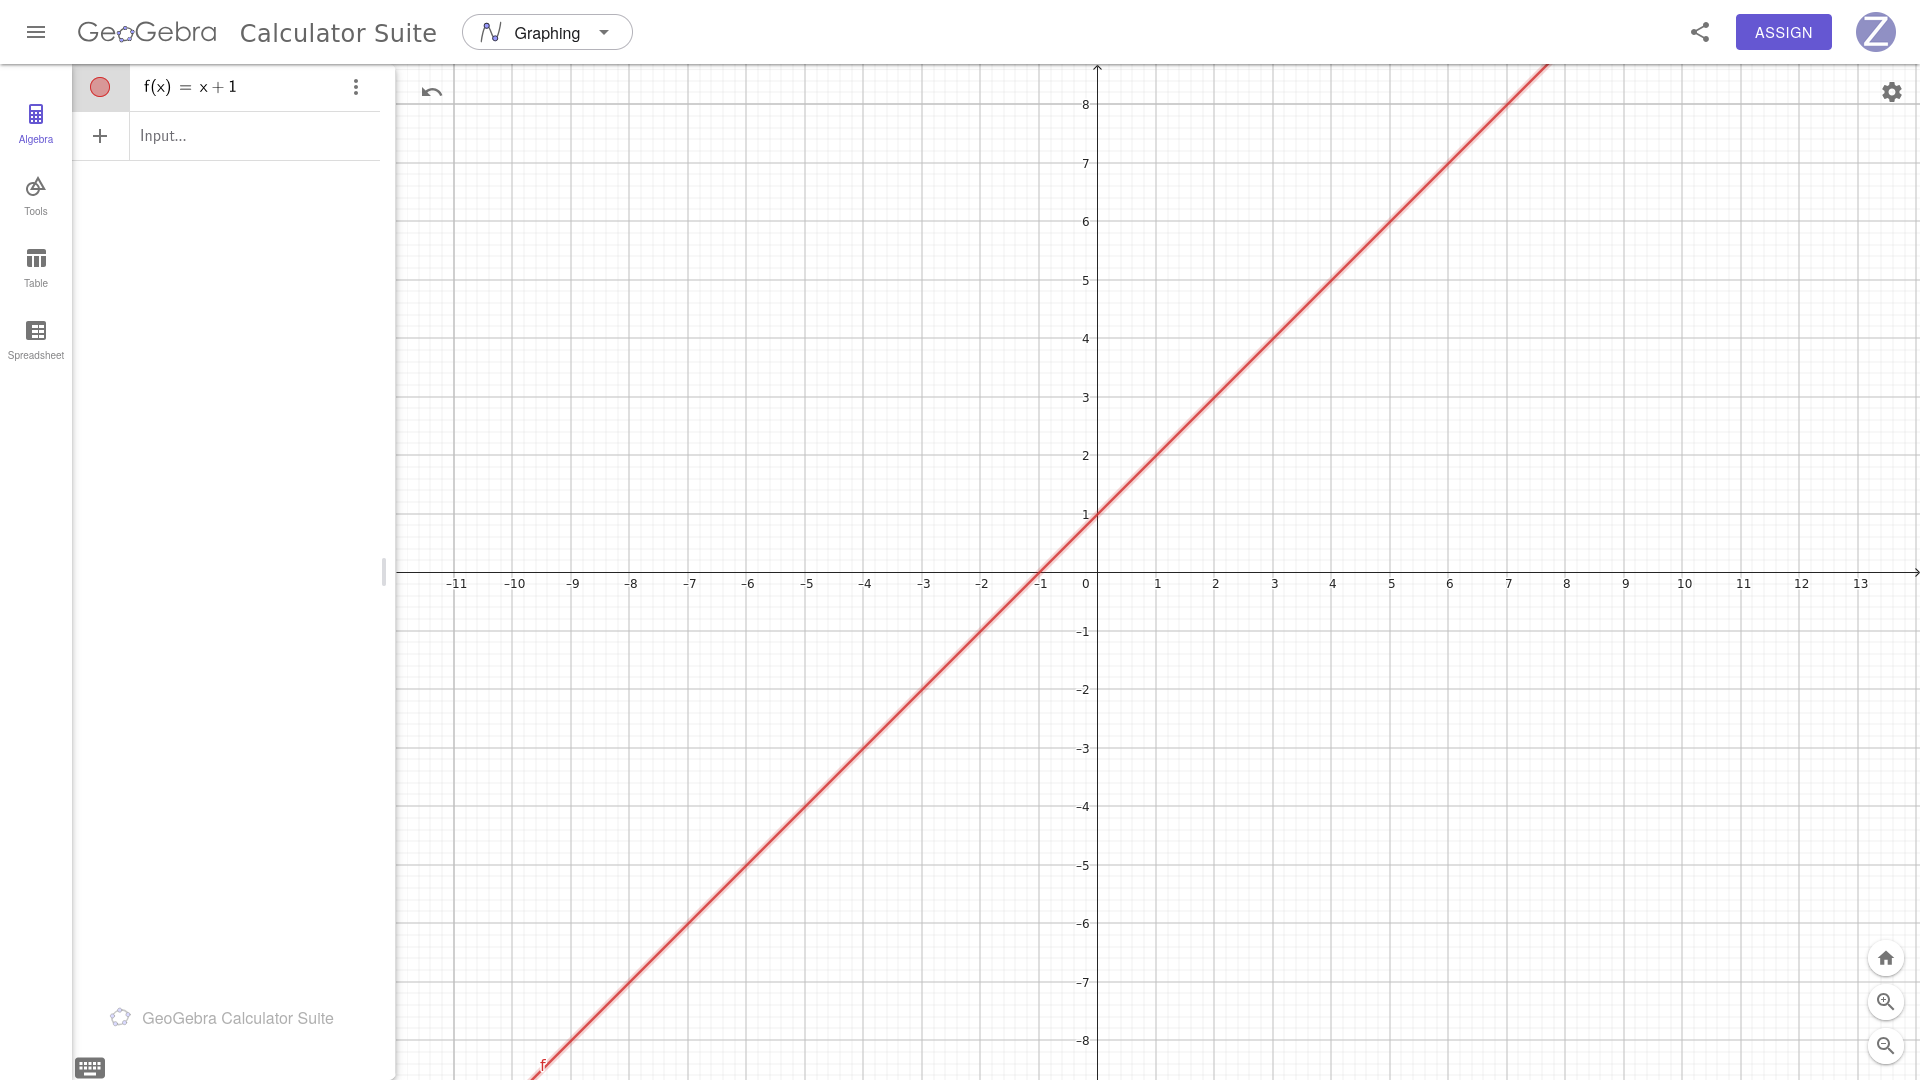 GeoGebra Calculator Suite Graphing ASSIGN Z
f(x) = x + 1
Input...
Algebra
Tools
Table
Spreadsheet
8
7
6
5
4
3
2
1
–11 –10 –9 –8 –7 –6 –5 –4 –3 –2 –1 0 1 2 3 4 5 6 7 8 9 10 11 12 13
–1
–2
–3
–4
–5
–6
–7
–8
f
GeoGebra Calculator Suite